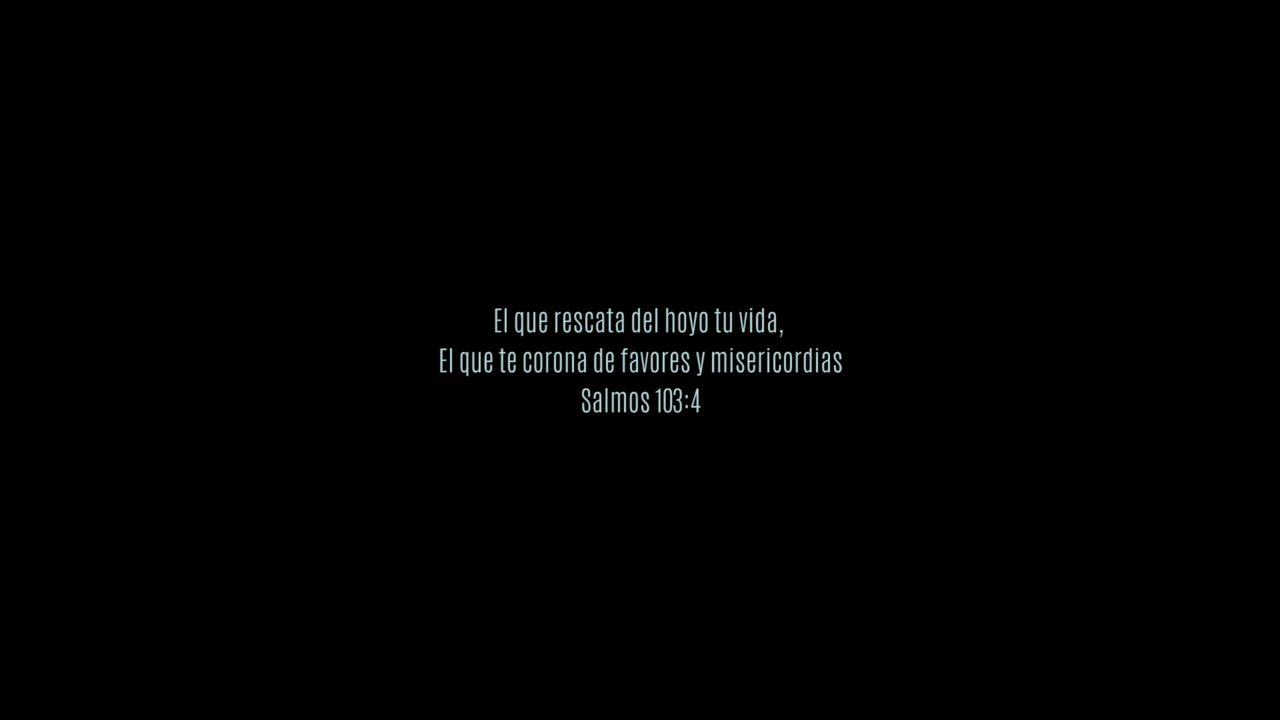 El que rescata del hoyo tu vida,
El que te corona de favores y misericordias
Salmos 103:4